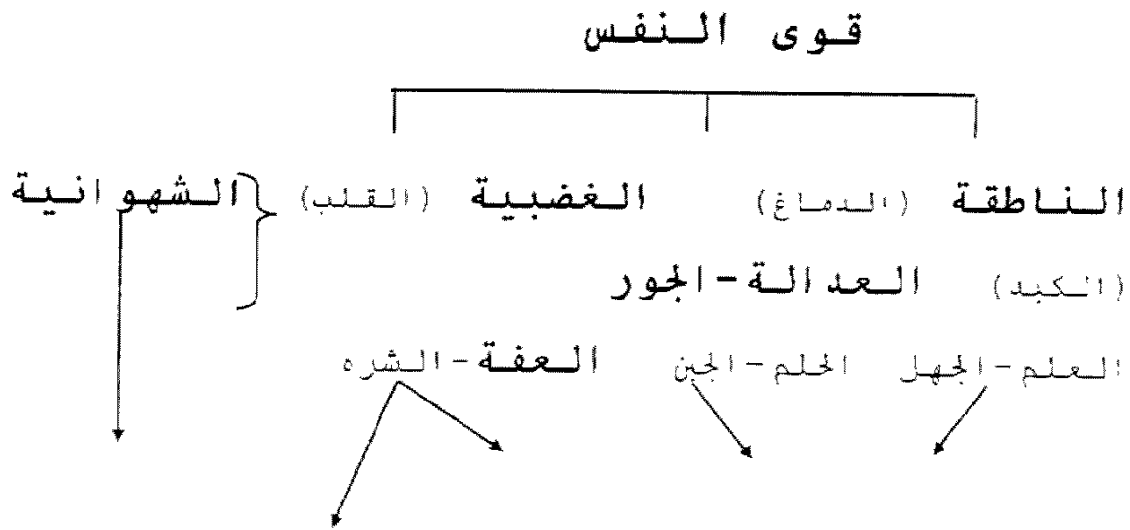 قوى النفس
الناطقة (الدماغ) الغضبية (القلب) الشهوانية
(الكبد) العدالة-الجور
العلم-الجهل الحلم-الجبن العفة-الشره